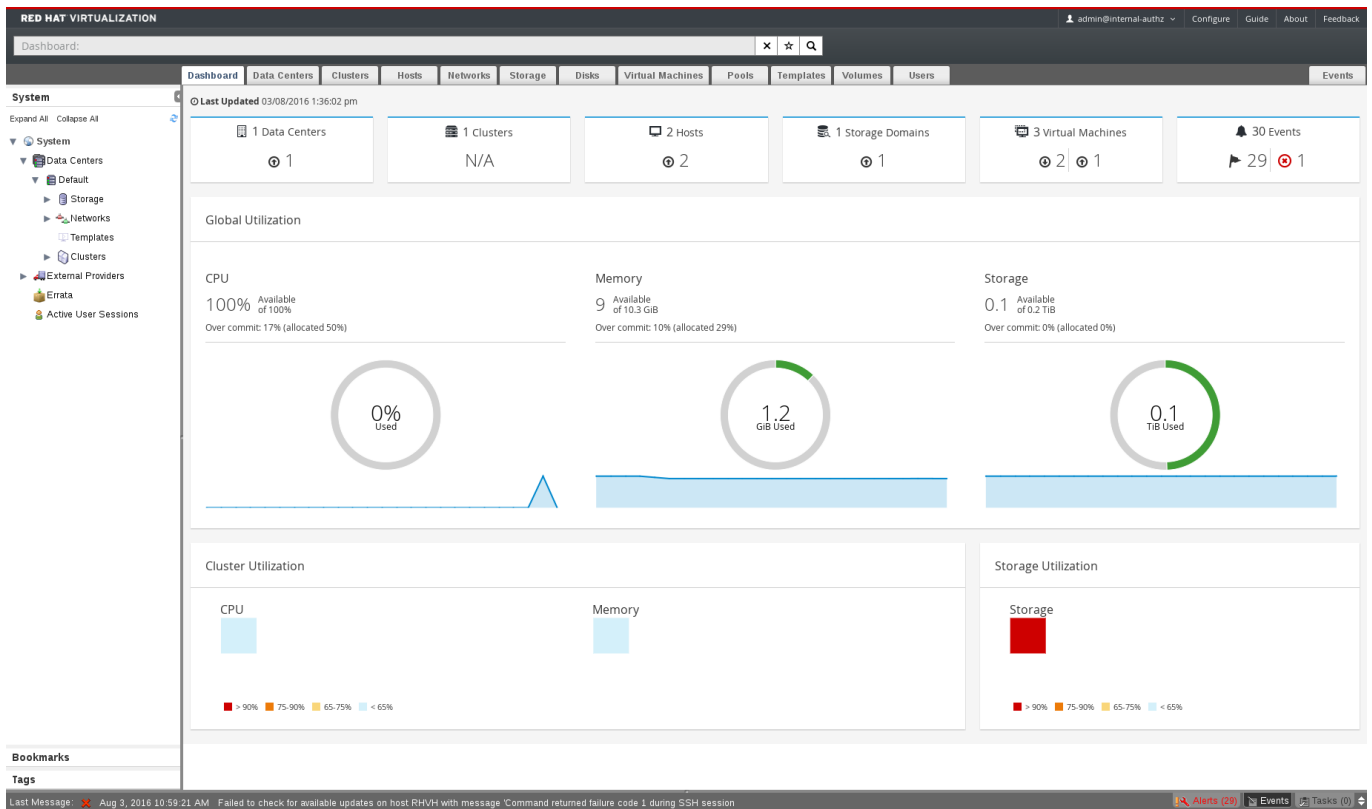 RED HAT VIRTUALIZATION
admin@internal-authz Configure Guide About Feedback
Dashboard:
Dashboard Data Centers Clusters Hosts Networks Storage Disks Virtual Machines Pools Templates Volumes Users Events
System
Expand All Collapse All
System
Data Centers
Default
Storage
Networks
Templates
Clusters
External Providers
Errata
Active User Sessions
Bookmarks
Tags
Last Updated 03/08/2016 1:36:02 pm
1 Data Centers
1
1 Clusters
N/A
2 Hosts
2
1 Storage Domains
1
3 Virtual Machines
2 1
30 Events
29 1
Global Utilization
CPU
100% Available of 100%
Over commit: 17% (allocated 50%)
0%
Used
Memory
9 Available of 10.3 GiB
Over commit: 10% (allocated 29%)
1.2
GiB Used
Storage
0.1 Available of 0.2 TiB
Over commit: 0% (allocated 0%)
0.1
TiB Used
Cluster Utilization
CPU
Memory
> 90% 75-90% 65-75% < 65%
Storage Utilization
Storage
> 90% 75-90% 65-75% < 65%
Last Message: Aug 3, 2016 10:59:21 AM Failed to check for available updates on host RHVH with message 'Command returned failure code 1 during SSH session
Alerts (29) Events Tasks (0)